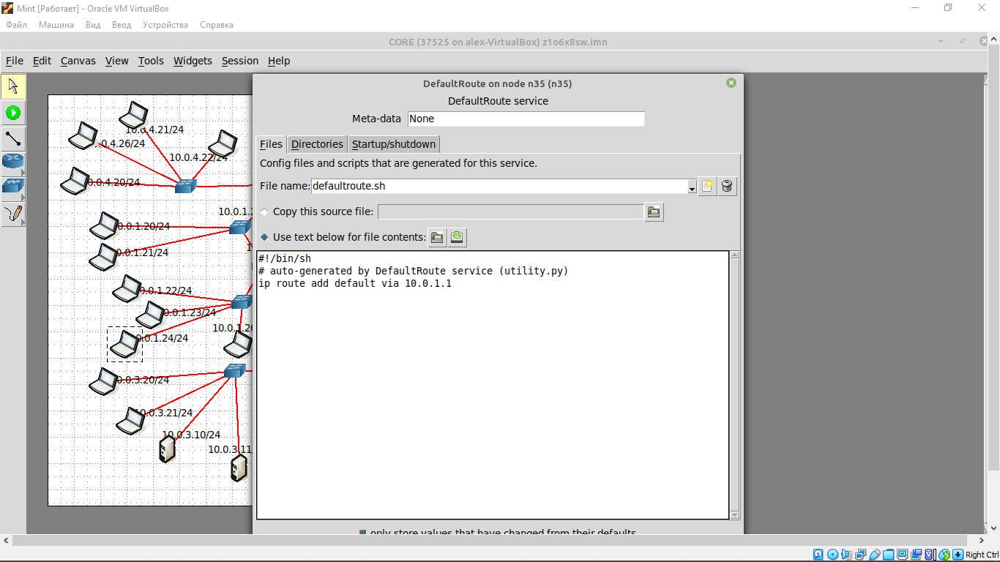 Mint [Работает] - Oracle VM VirtualBox
Файл Машина Вид Ввод Устройства Справка
CORE (37525 on alex-VirtualBox) z1o6x8sw.imn
File Edit Canvas View Tools Widgets Session Help
DefaultRoute on node n35 (n35)
DefaultRoute service
Meta-data None
Files Directories Startup/shutdown
Config files and scripts that are generated for this service.
File name: defaultroute.sh
Copy this source file:
Use text below for file contents:
#!/bin/sh
# auto-generated by DefaultRoute service (utility.py)
ip route add default via 10.0.1.1
only store values that have changed from their defaults
10.0.4.21/24
.0.4.26/24
10.0.4.22/24
0.0.4.20/24
10.0.1.2
0.0.1.20/24
0.0.1.21/24
0.0.1.22/24
0.0.1.23/24
10.0.1.26
0.0.1.24/24
0.0.3.20/24
10.0.3.21/24
10.0.3.10/24
10.0.3.11
Right Ctrl